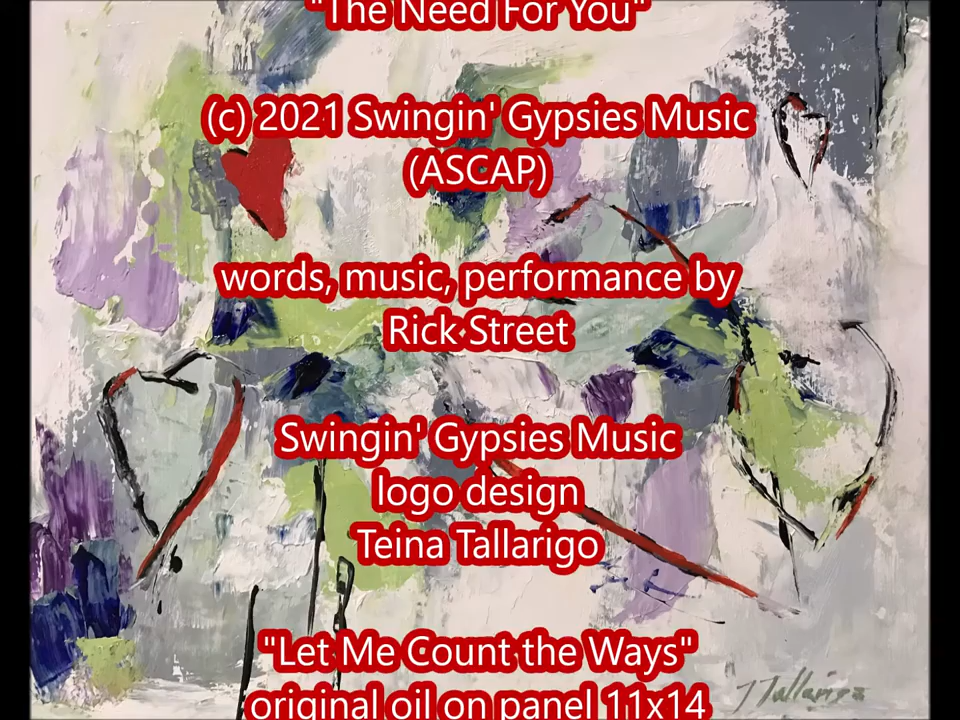 "The Need For You"
(c) 2021 Swingin' Gypsies Music
(ASCAP)
words, music, performance by
Rick Street
Swingin' Gypsies Music
logo design
Teina Tallarigo
"Let Me Count the Ways"
original oil on panel 11x14
T Tallarigo